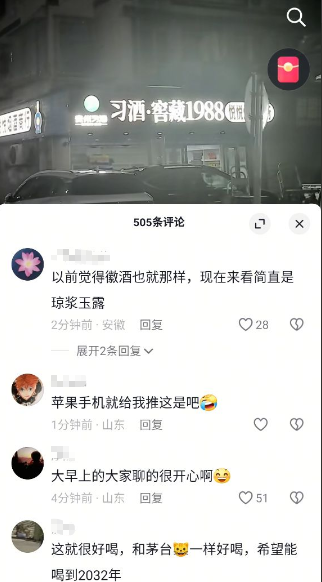 习酒·窖藏1988
505条评论
以前觉得徽酒也就那样，现在来看简直是
琼浆玉露
2分钟前 · 安徽 回复 28
展开2条回复
苹果手机就给我推这是吧🤣
1分钟前 · 山东 回复
大早上的大家聊的很开心啊😅
4分钟前 · 山东 回复 51
这就很好喝，和茅台😺一样好喝，希望能
喝到2032年